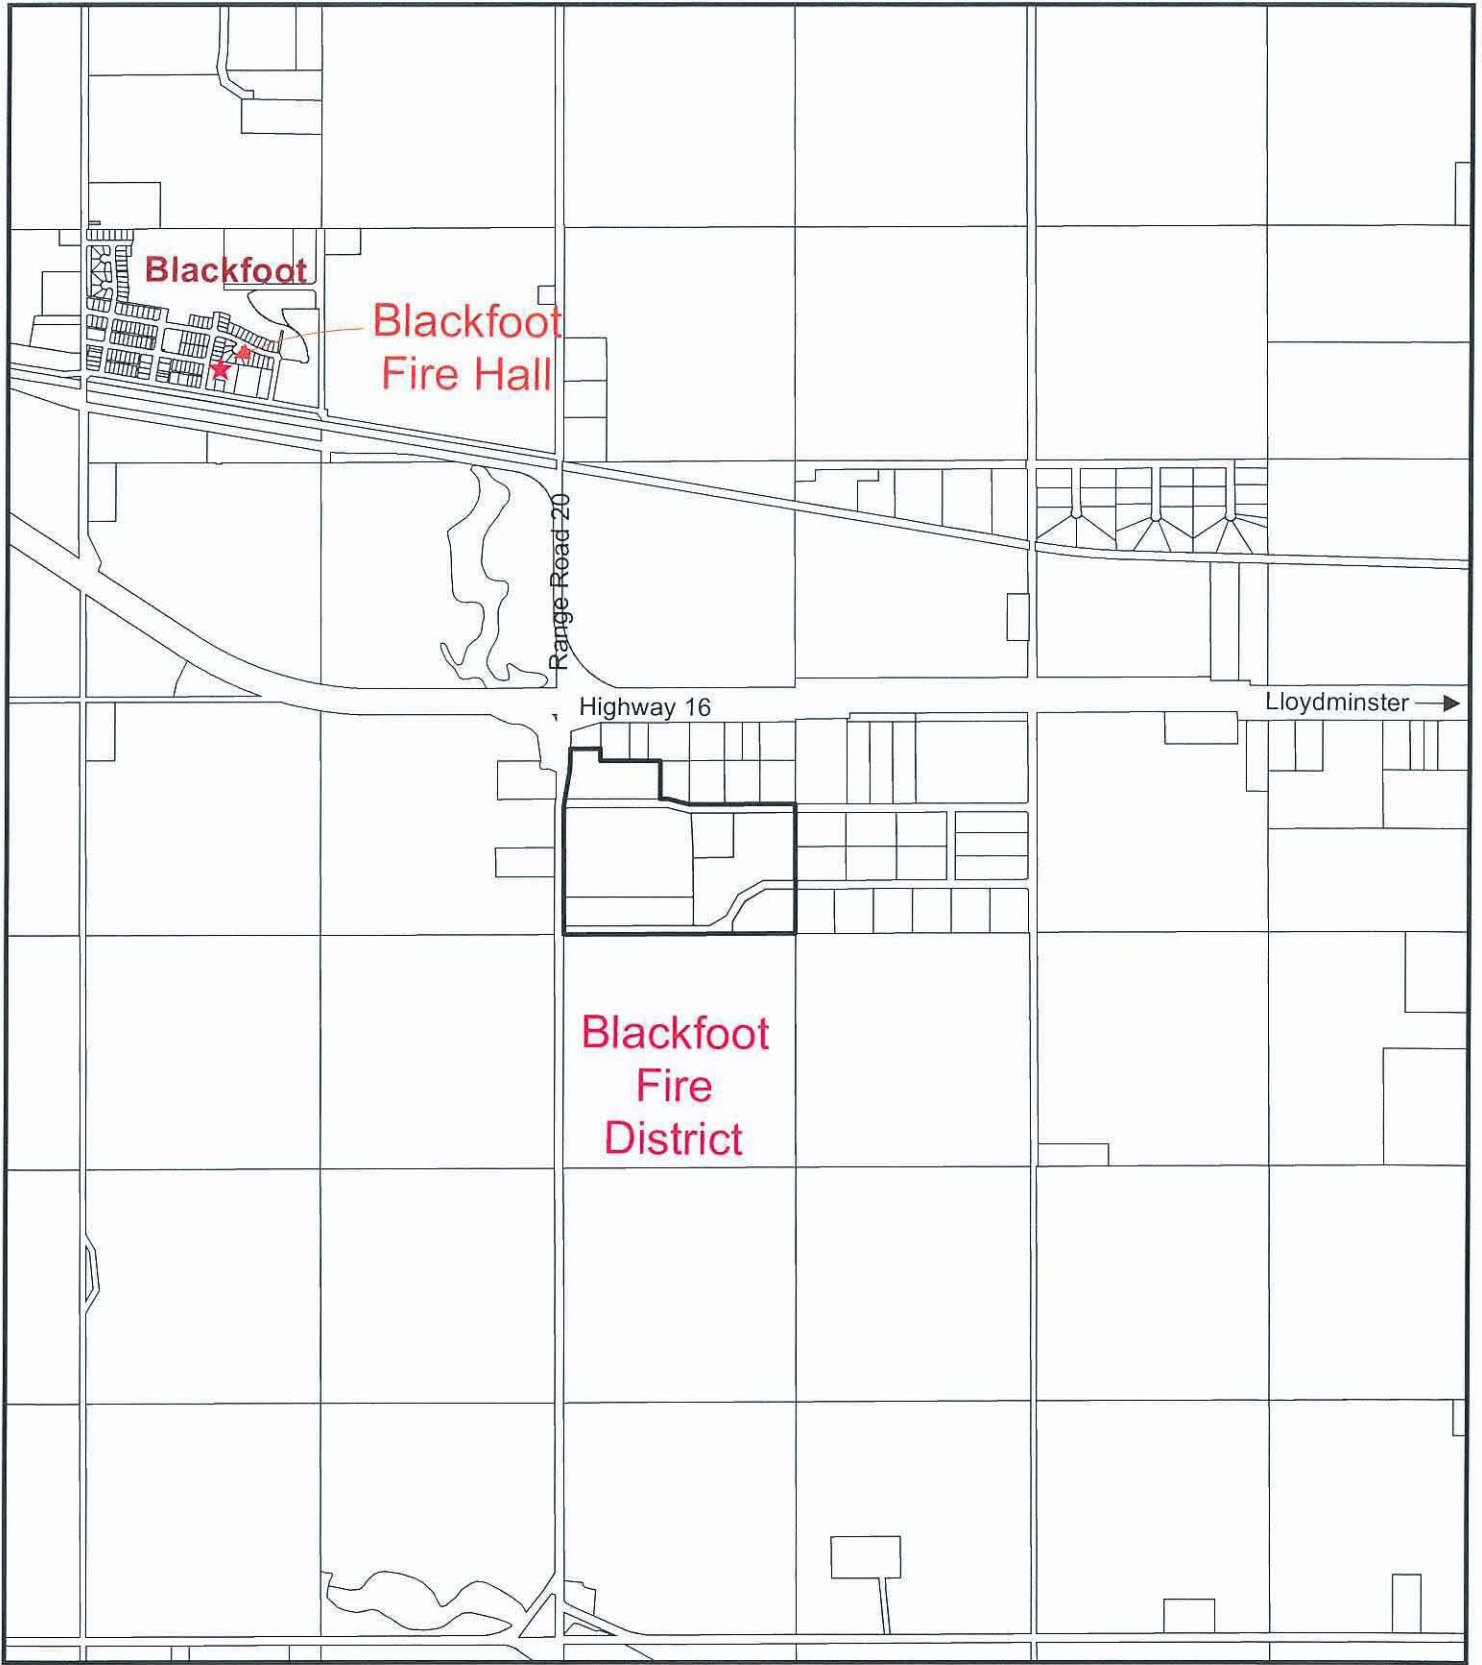 Blackfoot
Blackfoot
Fire Hall
Range Road 20
Highway 16
Lloydminster
Blackfoot
Fire
District